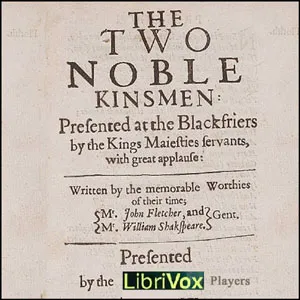 THE
TWO
NOBLE
KINSMEN:
Presented at the Blackfriers
by the Kings Maiesties servants,
with great applause:
Written by the memorable Worthies
of their time;
Mr. John Fletcher, and
Gent.
Mr. William Shakspeare.
Presented
by the LibriVox Players